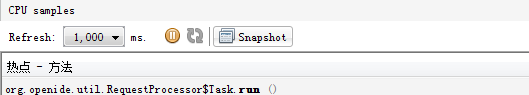 CPU samples
Refresh: 1,000 ms. Snapshot
热点 - 方法
org.openide.util.RequestProcessor$Task.run ()